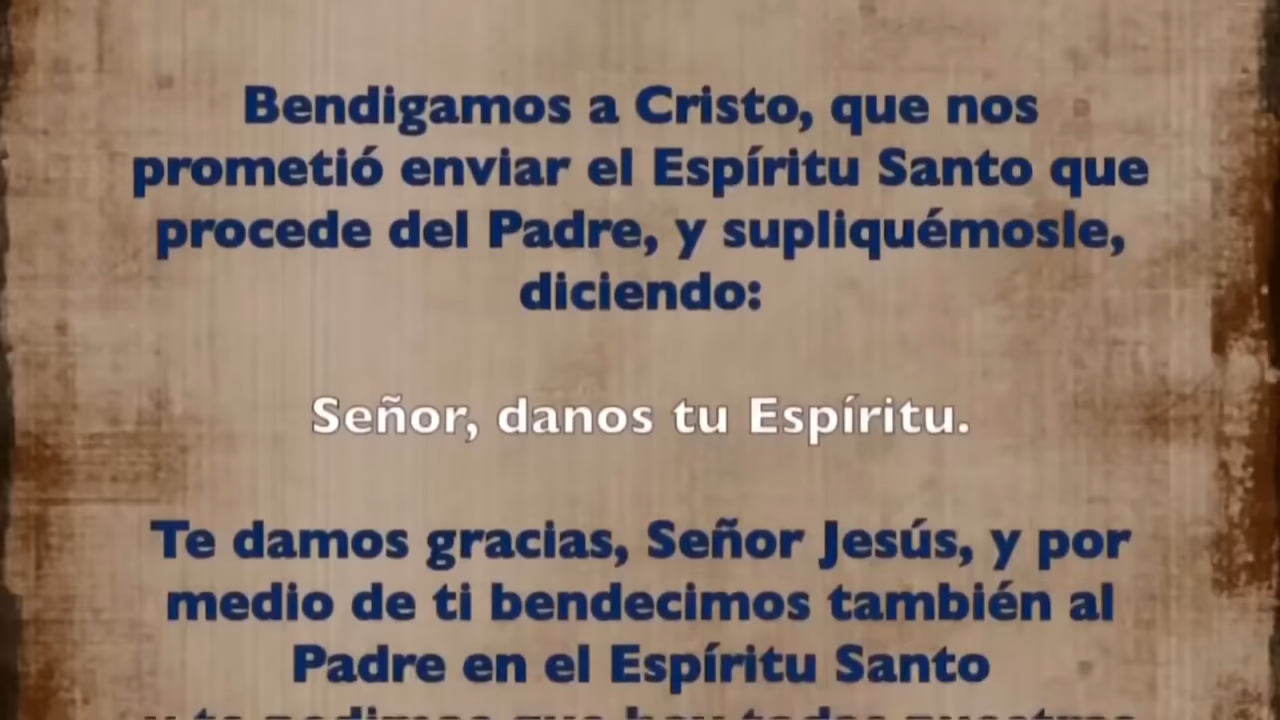 Bendigamos a Cristo, que nos
prometió enviar el Espíritu Santo que
procede del Padre, y supliquémosle,
diciendo:
Señor, danos tu Espíritu.
Te damos gracias, Señor Jesús, y por
medio de ti bendecimos también al
Padre en el Espíritu Santo